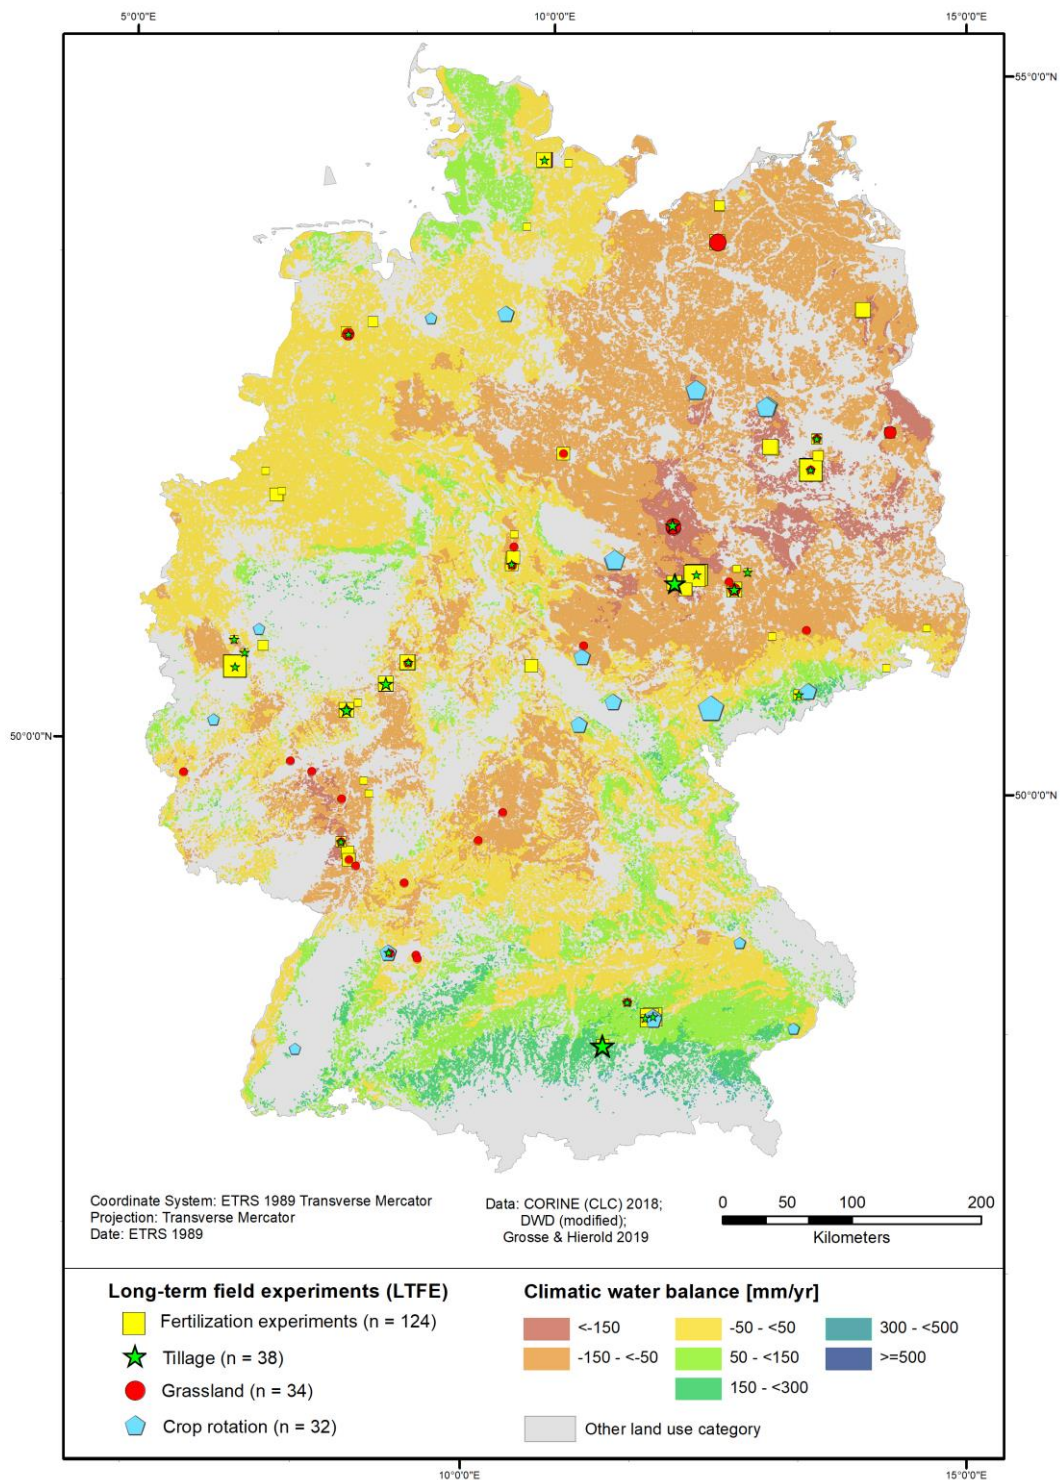 5°0'0"E
10°0'0"E
15°0'0"E
55°0'0"N
50°0'0"N
50°0'0"N
Coordinate System: ETRS 1989 Transverse Mercator
Projection: Transverse Mercator
Date: ETRS 1989
Data: CORINE (CLC) 2018;
DWD (modified);
Grosse & Hierold 2019
0 50 100 200
Kilometers
Long-term field experiments (LTFE)
Fertilization experiments (n = 124)
Tillage (n = 38)
Grassland (n = 34)
Crop rotation (n = 32)
Climatic water balance [mm/yr]
<-150
-150 - <-50
-50 - <50
50 - <150
150 - <300
300 - <500
>=500
Other land use category
10°0'0"E
15°0'0"E